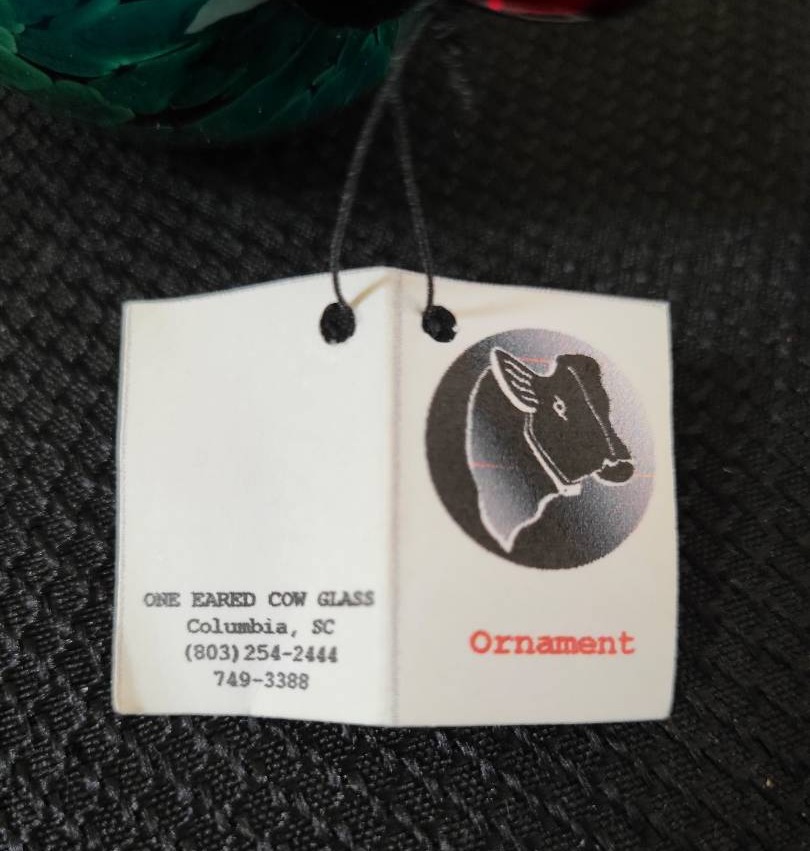 ONE EARED COW GLASS
Columbia, SC
(803)254-2444
749-3388
Ornament